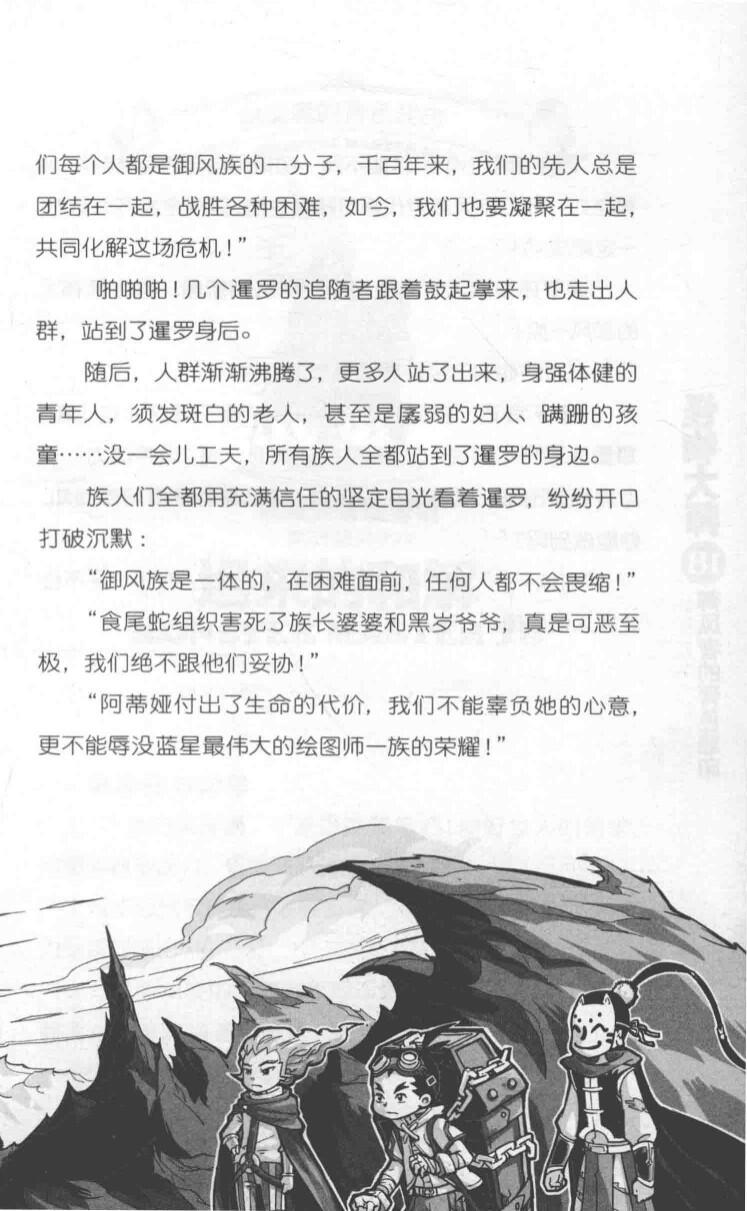 们每个人都是御风族的一分子，千百年来，我们的先人总是
团结在一起，战胜各种困难，如今，我们也要凝聚在一起，
共同化解这场危机！”
啪啪啪！几个暹罗的追随者跟着鼓起掌来，也走出人
群，站到了暹罗身后。
随后，人群渐渐沸腾了，更多人站了出来，身强体健的
青年人，须发斑白的老人，甚至是孱弱的妇人、蹒跚的孩
童……没一会儿工夫，所有族人全都站到了暹罗的身边。
族人们全都用充满信任的坚定目光看着暹罗，纷纷开口
打破沉默：
“御风族是一体的，在困难面前，任何人都不会畏缩！”
“食尾蛇组织害死了族长婆婆和黑岁爷爷，真是可恶至
极，我们绝不跟他们妥协！”
“阿蒂娅付出了生命的代价，我们不能辜负她的心意，
更不能辱没蓝星最伟大的绘图师一族的荣耀！”